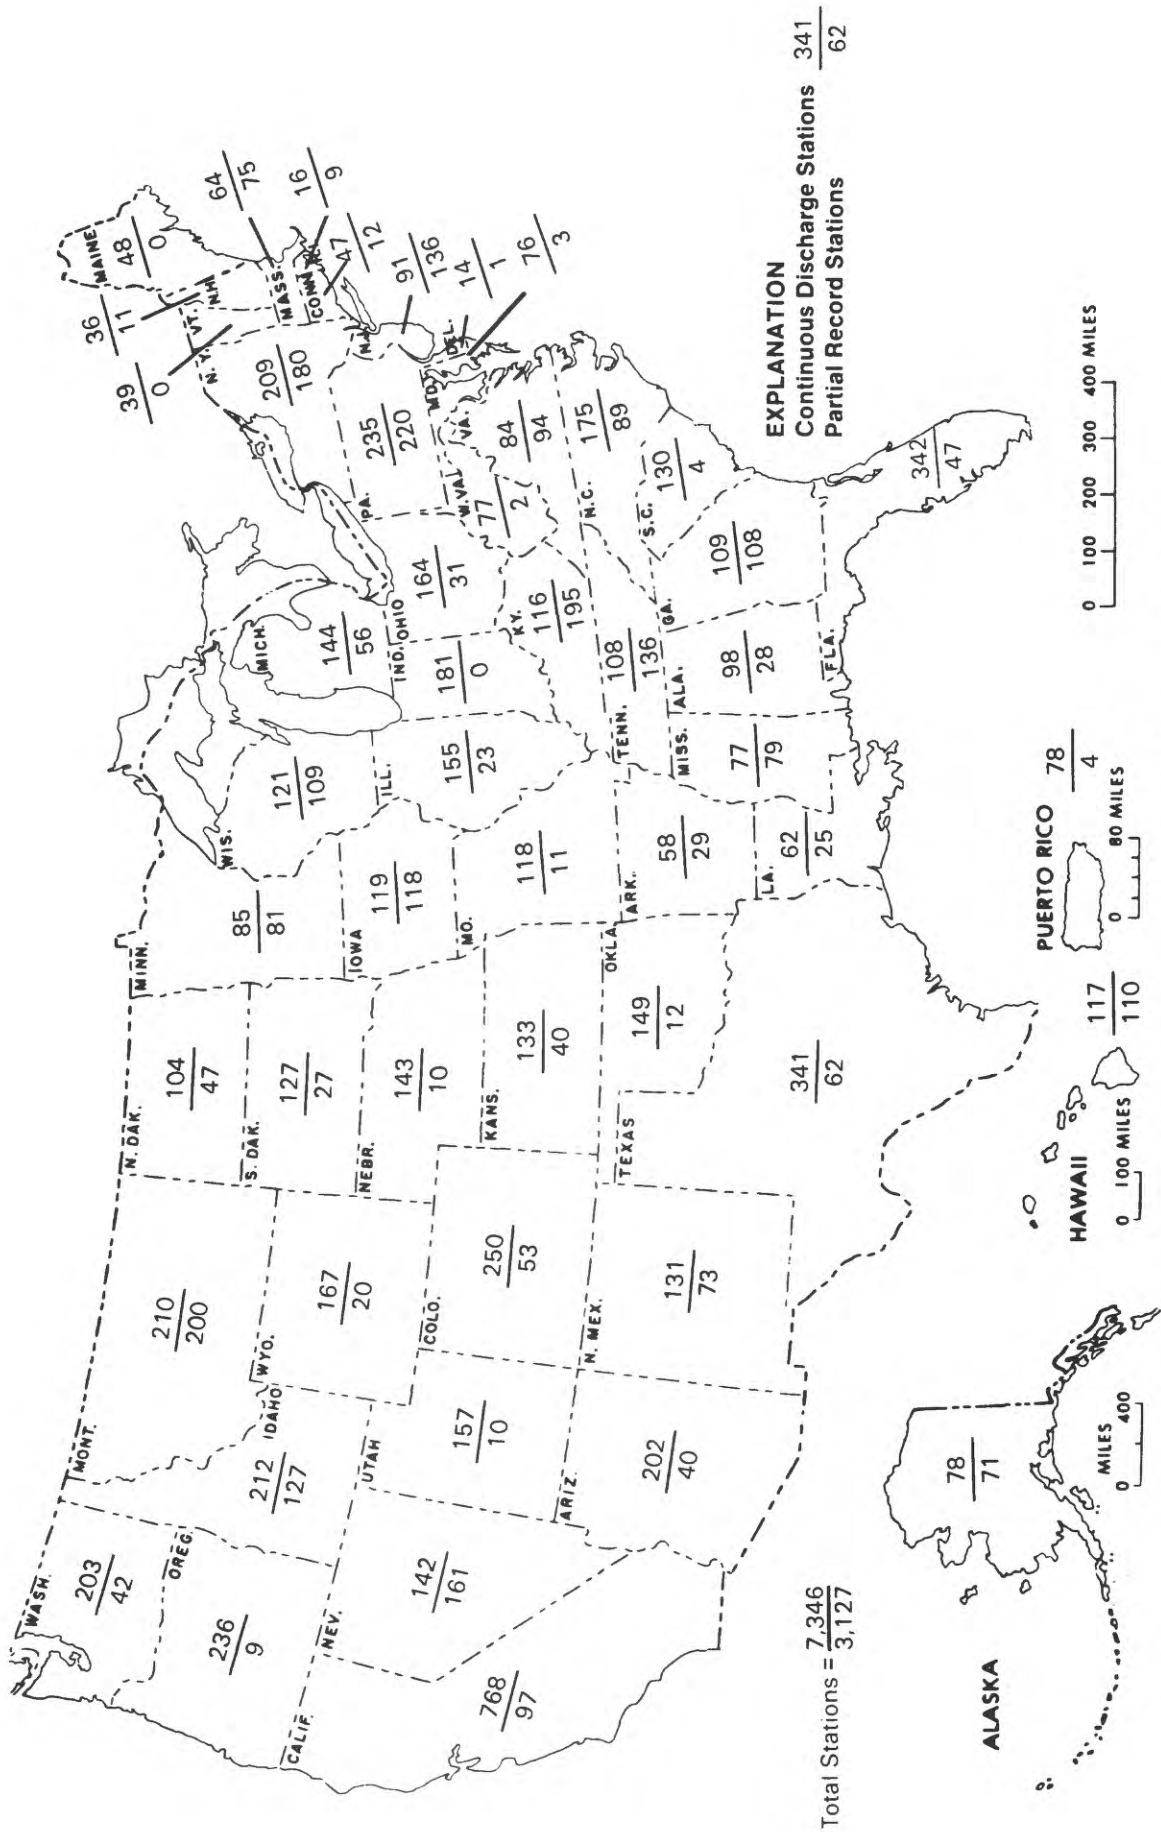 WASH.
203
42
OREG.
236
9
CALIF.
768
97
NEV.
142
161
IDAHO
212
127
MONT.
210
200
WYO.
167
20
UTAH
157
10
COLO.
250
53
ARIZ.
202
40
N. MEX.
131
73
N. DAK.
104
47
S. DAK.
127
27
NEBR.
143
10
KANS.
133
40
OKLA.
149
12
TEXAS
341
62
MINN.
85
81
IOWA
119
118
MO.
118
11
ARK.
58
29
LA.
62
25
WIS.
121
109
ILL.
155
23
MICH.
144
56
IND.
181
0
OHIO
164
31
KY.
116
195
TENN.
108
136
MISS.
77
79
ALA.
98
28
GA.
109
108
FLA.
342
47
S.C.
130
4
N.C.
175
89
VA.
84
94
W.VA.
77
2
PA.
235
220
N.Y.
209
180
VT.
39
0
N.H.
36
11
MAINE
48
0
MASS.
64
75
R.I.
16
9
CONN.
47
12
N.J.
91
136
DEL.
14
1
MD.
76
3
EXPLANATION
Continuous Discharge Stations 341
Partial Record Stations 62
0 100 200 300 400 MILES
Total Stations = 7,346
3,127
ALASKA
78
71
MILES
0 400
HAWAII
117
110
0 100 MILES
PUERTO RICO
78
4
0 80 MILES